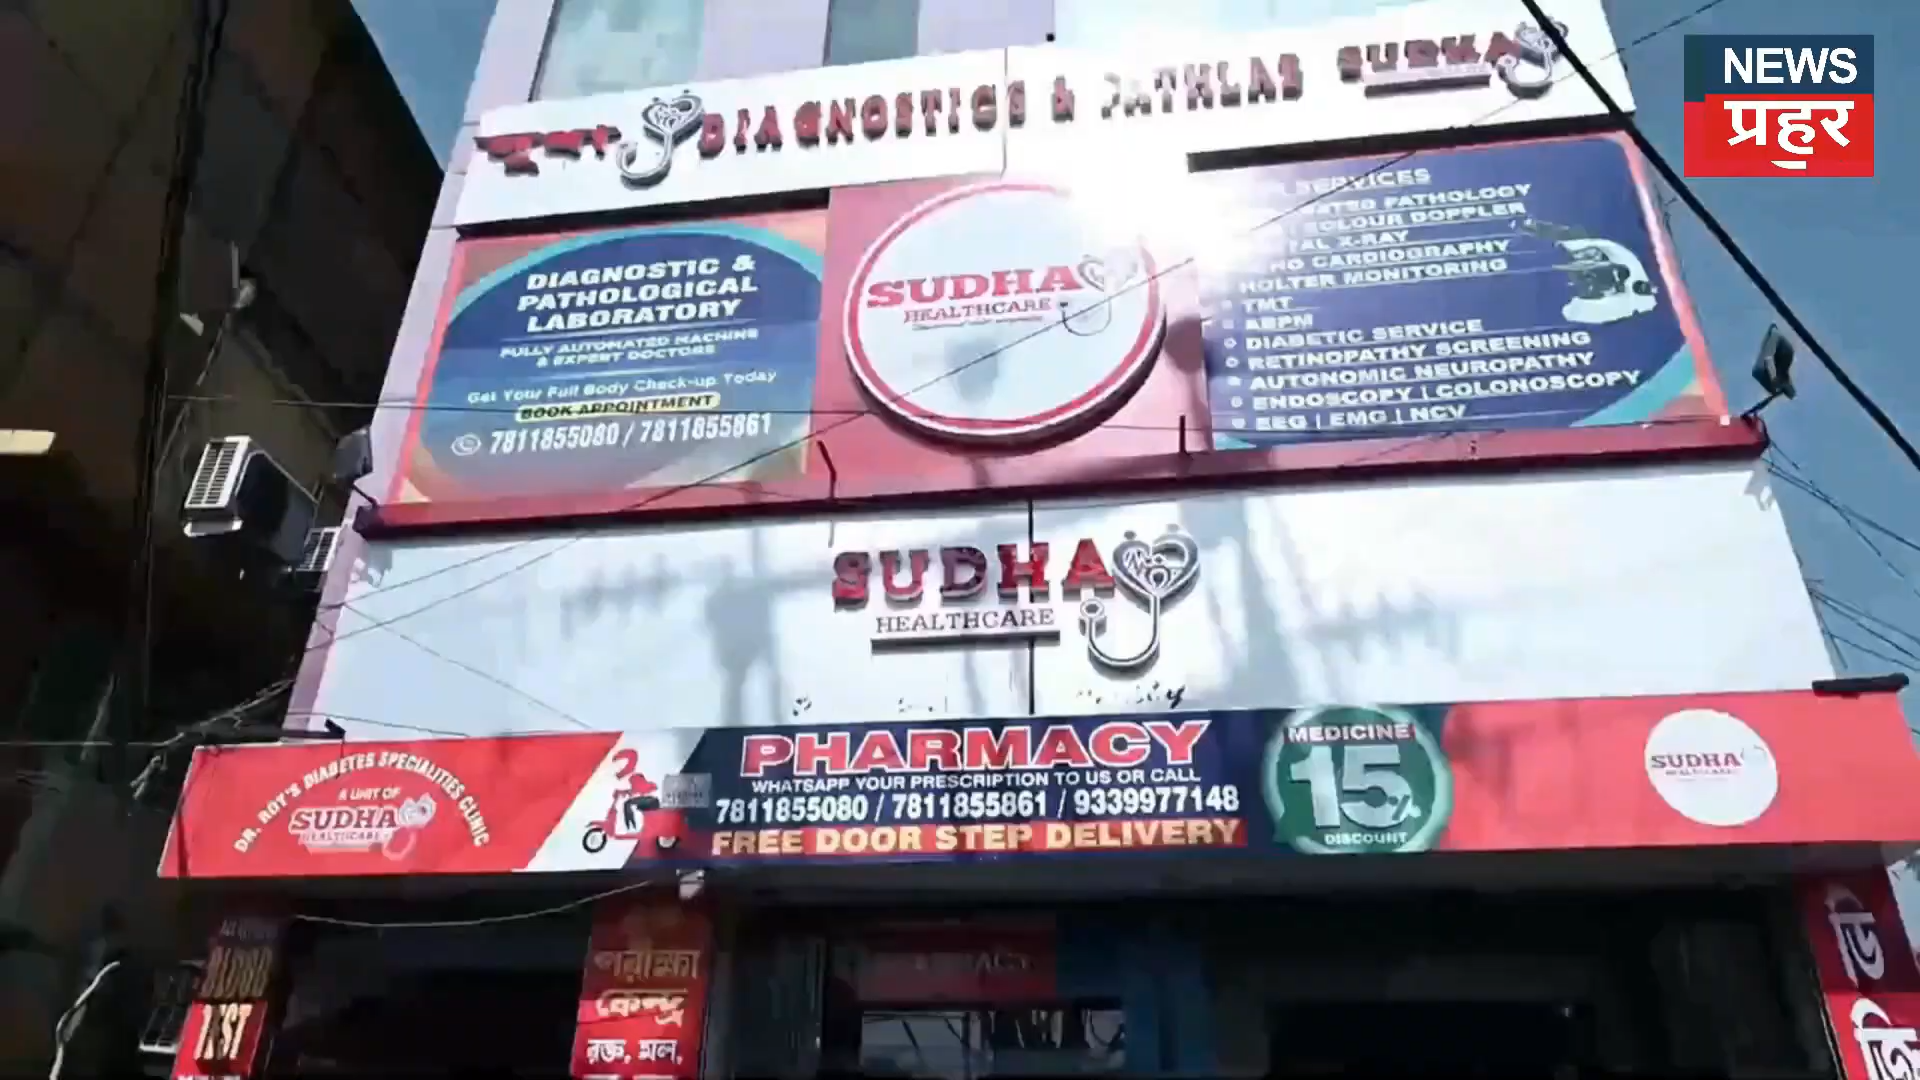 NEWS
प्रहर
DIAGNOSTICS & PATHLAB SUDHA
DIAGNOSTIC &
PATHOLOGICAL
LABORATORY
FULLY AUTOMATED MACHINE
& EXPERT DOCTORS
Get Your Full Body Check-up Today
BOOK APPOINTMENT
7811855080 / 7811855861
SUDHA
HEALTHCARE
SERVICES
PATHOLOGY
COLOUR DOPPLER
X-RAY
CARDIOGRAPHY
HOLTER MONITORING
TMT
ABPM
DIABETIC SERVICE
RETINOPATHY SCREENING
AUTONOMIC NEUROPATHY
ENDOSCOPY | COLONOSCOPY
EEG | EMG | NCV
SUDHA
HEALTHCARE
DR. ROY'S DIABETES SPECIALITIES CLINIC
A UNIT OF
SUDHA
HEALTHCARE
PHARMACY
WHATSAPP YOUR PRESCRIPTION TO US OR CALL
7811855080 / 7811855861 / 9339977148
FREE DOOR STEP DELIVERY
MEDICINE
15%
DISCOUNT
SUDHA
HEALTHCARE
BLOOD
TEST
পরীক্ষা
কেন্দ্র
রক্ত, মল,